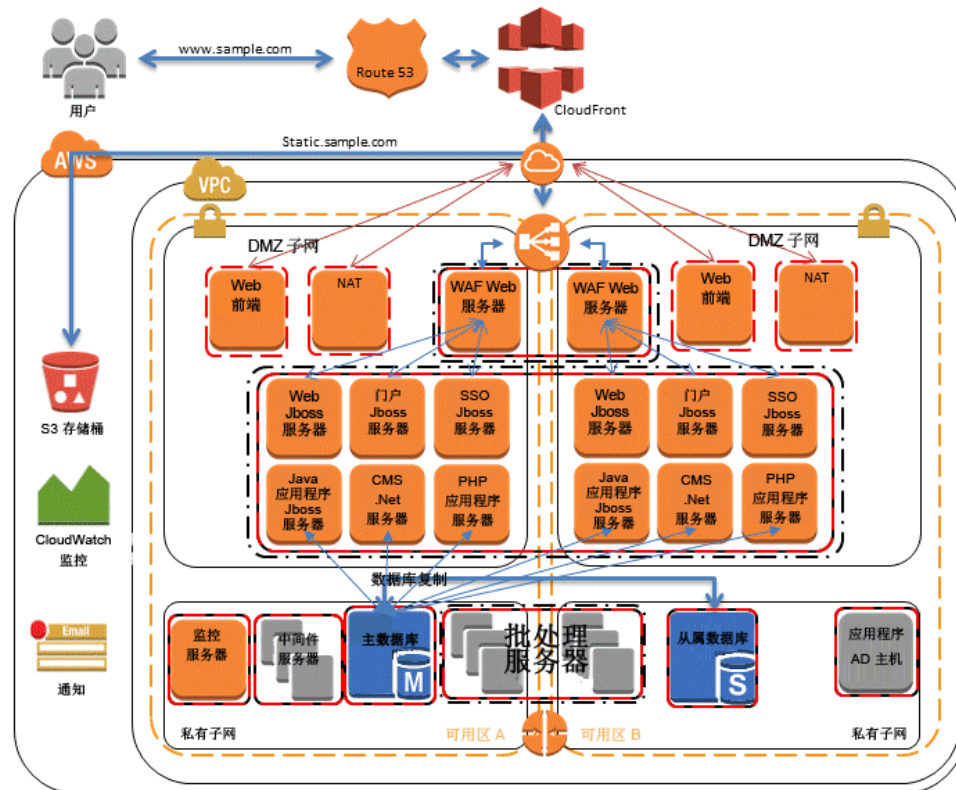 www.sample.com
Route 53
用户
CloudFront
Static.sample.com
AWS
VPC
DMZ 子网
DMZ 子网
Web
前端
NAT
WAF Web
服务器
WAF Web
服务器
Web
前端
NAT
S3 存储桶
Web
Jboss
服务器
门户
Jboss
服务器
SSO
Jboss
服务器
Web
Jboss
服务器
门户
Jboss
服务器
SSO
Jboss
服务器
Java
应用程序
Jboss
服务器
CMS
.Net
服务器
PHP
应用程序
服务器
Java
应用程序
Jboss
服务器
CMS
.Net
服务器
PHP
应用程序
服务器
CloudWatch
监控
数据库复制
Email
通知
监控
服务器
中间件
服务器
主数据库
M
批处理
服务器
从属数据库
S
应用程序
AD 主机
私有子网
可用区 A
可用区 B
私有子网